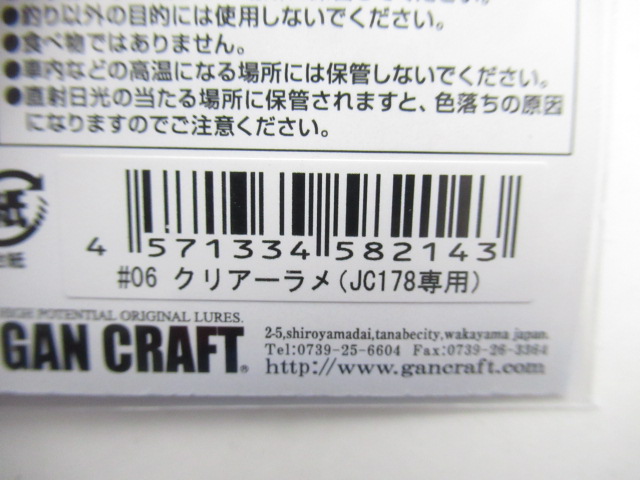 ●釣り以外の目的には使用しないでください。
●食べ物ではありません。
●車内などの高温になる場所には保管しないでください。
●直射日光の当たる場所に保管されますと、色落ちの原因
になりますのでご注意ください。
紙
4 571334 582143
#06 クリアーラメ(JC178専用)
HIGH POTENTIAL ORIGINAL LURES.
GAN CRAFT®
2-5,shiroyamadai,tanabecity,wakayama japan.
Tel:0739-25-6604 Fax:0739-26-3364
http://www.gancraft.com